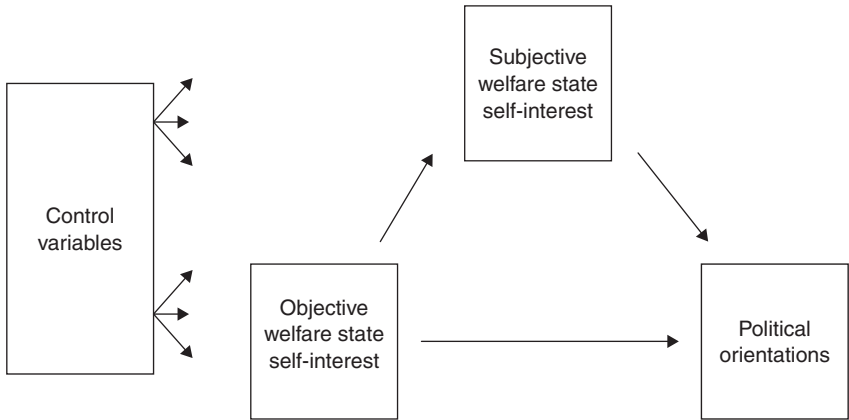 Subjective
welfare state
self-interest
Control
variables
Objective
welfare state
self-interest
Political
orientations